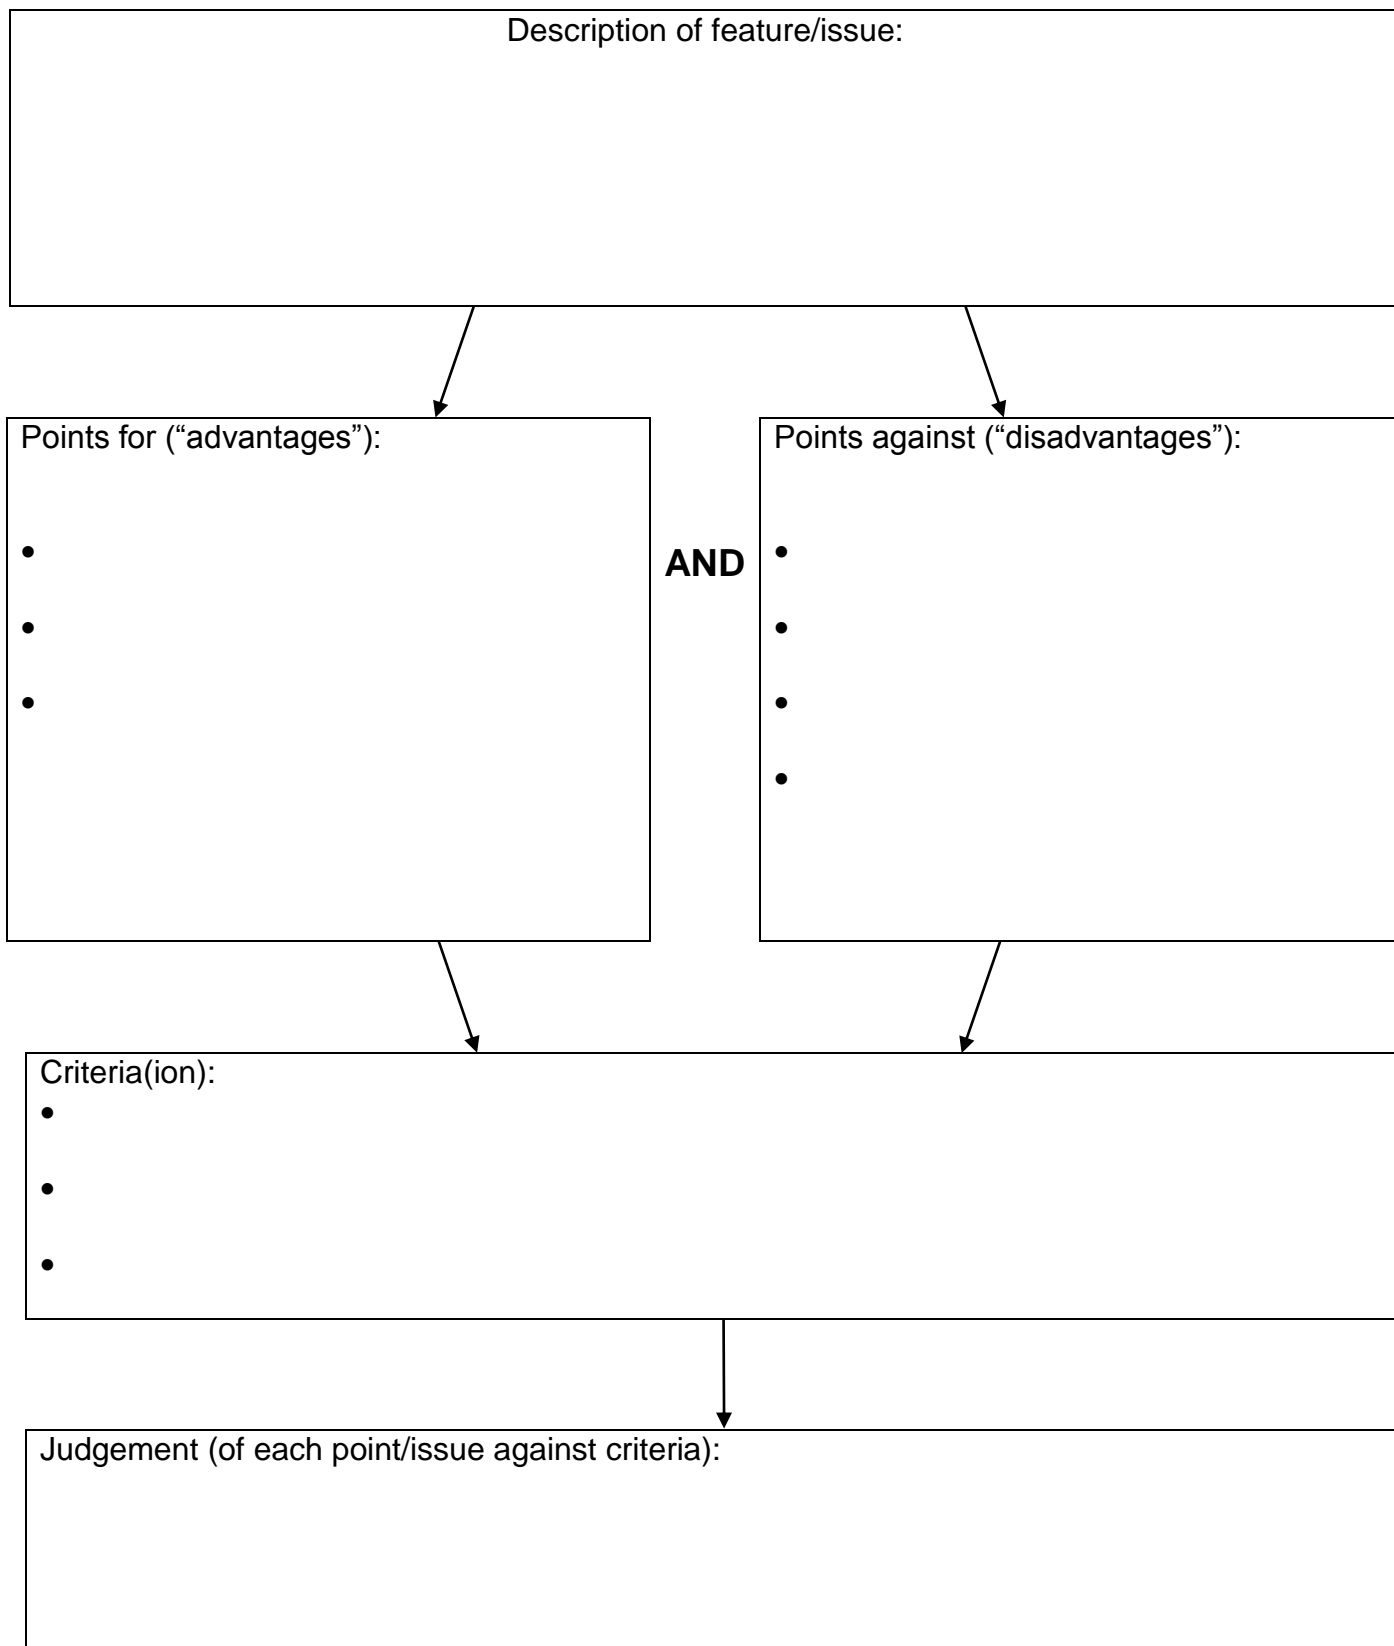 Description of feature/issue:
Points for (“advantages”):
•
•
•
AND
Points against (“disadvantages”):
•
•
•
•
Criteria(ion):
•
•
•
Judgement (of each point/issue against criteria):